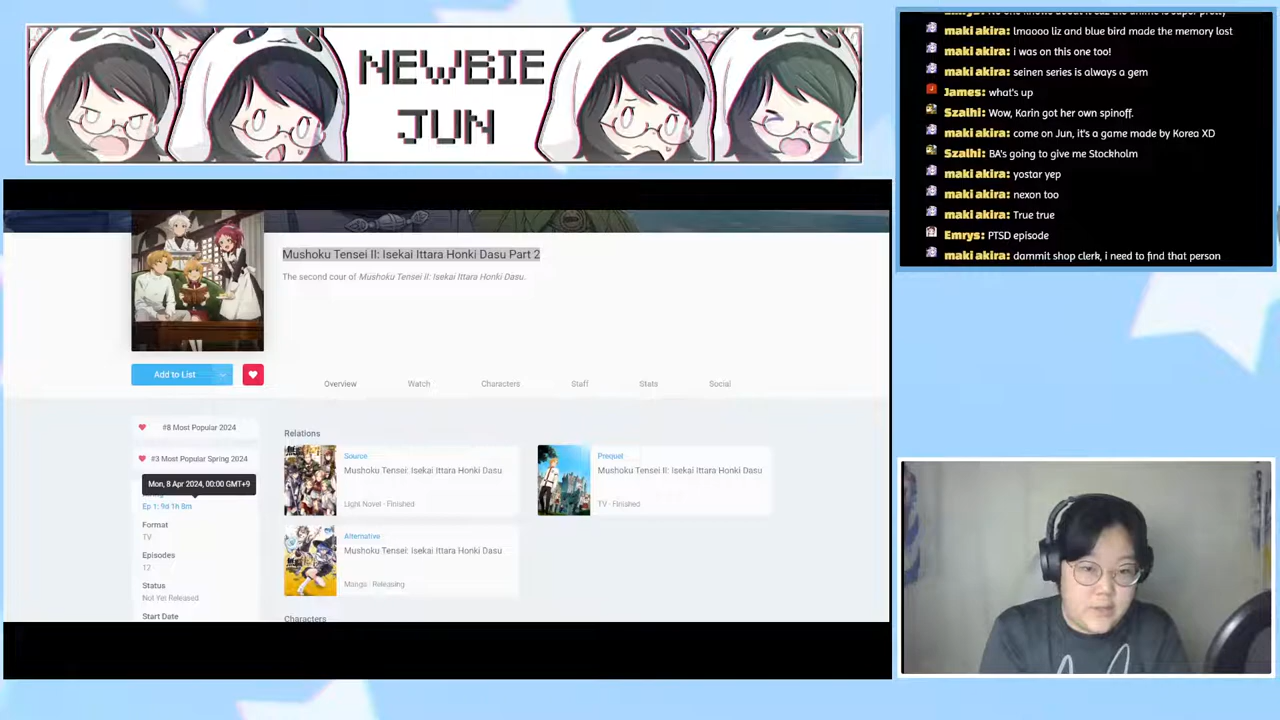 NEWBIE
JUN
Mushoku Tensei II: Isekai Ittara Honki Dasu Part 2
The second cour of Mushoku Tensei II: Isekai Ittara Honki Dasu.
Add to List
Overview
Watch
Characters
Staff
Stats
Social
#8 Most Popular 2024
#3 Most Popular Spring 2024
Mon, 8 Apr 2024, 00:00 GMT+9
Ep 1: 9d 1h 8m
Format
TV
Episodes
12
Status
Not Yet Released
Start Date
Relations
Source
Mushoku Tensei: Isekai Ittara Honki Dasu
Light Novel · Finished
Prequel
Mushoku Tensei II: Isekai Ittara Honki Dasu
TV · Finished
Alternative
Mushoku Tensei: Isekai Ittara Honki Dasu
Manga · Releasing
Characters
maki akira: lmaooo liz and blue bird made the memory lost
maki akira: i was on this one too!
maki akira: seinen series is always a gem
James: what's up
Szalhi: Wow, Karin got her own spinoff.
maki akira: come on Jun, it's a game made by Korea XD
Szalhi: BA's going to give me Stockholm
maki akira: yostar yep
maki akira: nexon too
maki akira: True true
Emrys: PTSD episode
maki akira: dammit shop clerk, i need to find that person